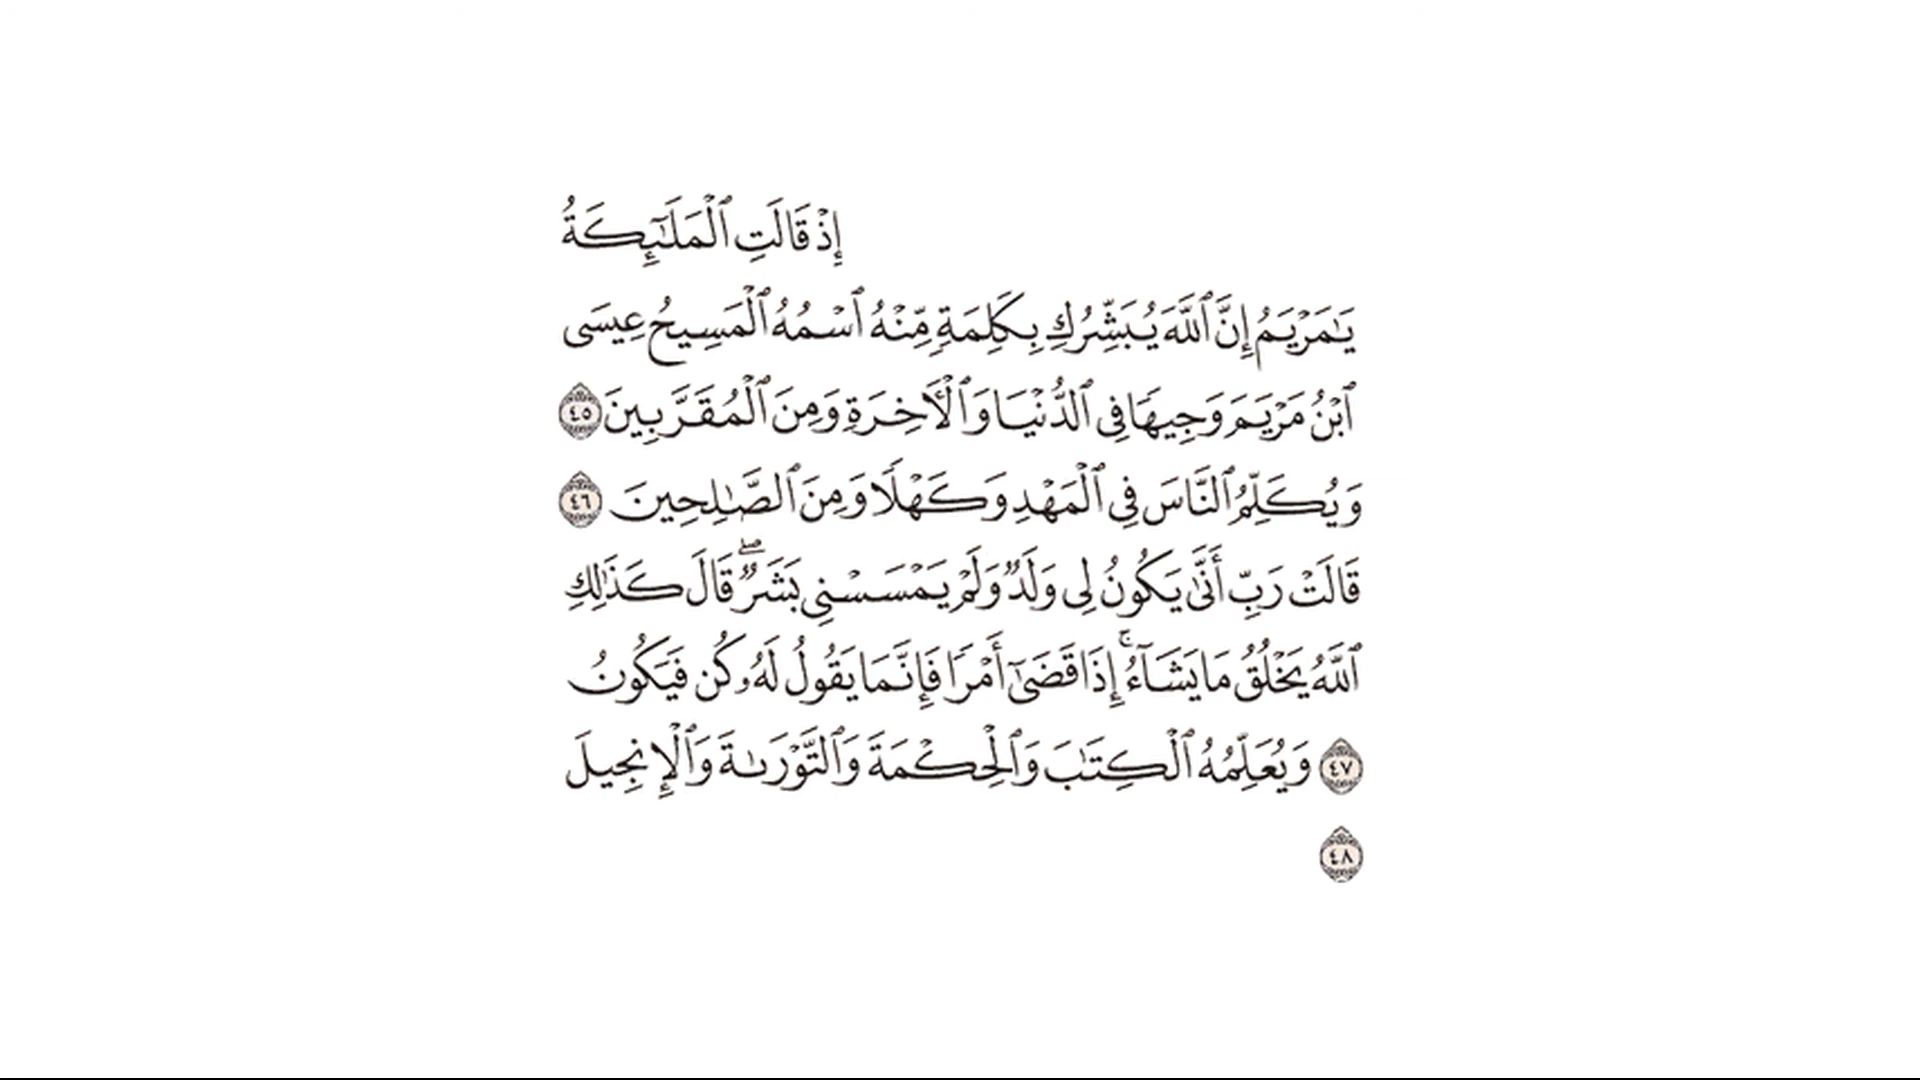 إِذۡ قَالَتِ ٱلۡمَلَٰٓئِكَةُ
يَٰمَرۡيَمُ إِنَّ ٱللَّهَ يُبَشِّرُكِ بِكَلِمَةٖ مِّنۡهُ ٱسۡمُهُ ٱلۡمَسِيحُ عِيسَى
ٱبۡنُ مَرۡيَمَ وَجِيهٗا فِي ٱلدُّنۡيَا وَٱلۡأٓخِرَةِ وَمِنَ ٱلۡمُقَرَّبِينَ ٤٥
وَيُكَلِّمُ ٱلنَّاسَ فِي ٱلۡمَهۡدِ وَكَهۡلٗا وَمِنَ ٱلصَّٰلِحِينَ ٤٦
قَالَتۡ رَبِّ أَنَّىٰ يَكُونُ لِي وَلَدٞ وَلَمۡ يَمۡسَسۡنِي بَشَرٞۖ قَالَ كَذَٰلِكِ
ٱللَّهُ يَخۡلُقُ مَا يَشَآءُۚ إِذَا قَضَىٰٓ أَمۡرٗا فَإِنَّمَا يَقُولُ لَهُۥ كُن فَيَكُونُ
٤٧ وَيُعَلِّمُهُ ٱلۡكِتَٰبَ وَٱلۡحِكۡمَةَ وَٱلتَّوۡرَىٰةَ وَٱلۡإِنجِيلَ
٤٨